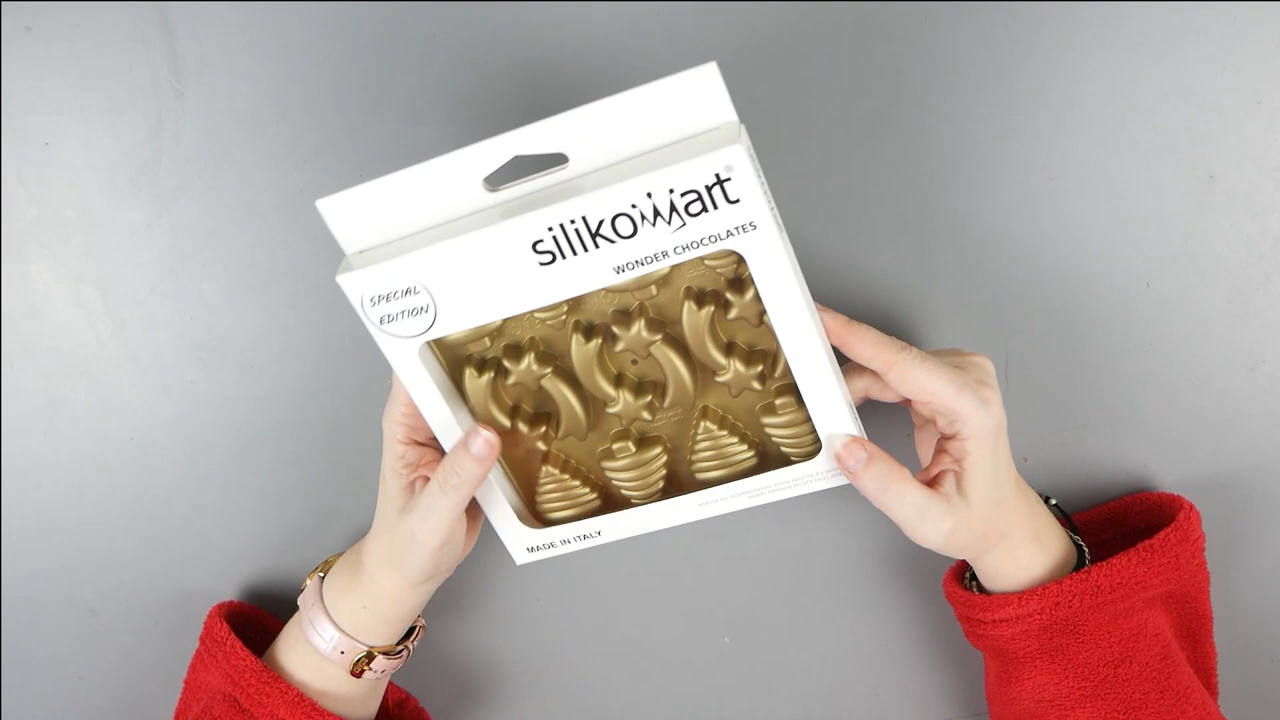 silikomart®
WONDER CHOCOLATES
SPECIAL
EDITION
MADE IN ITALY